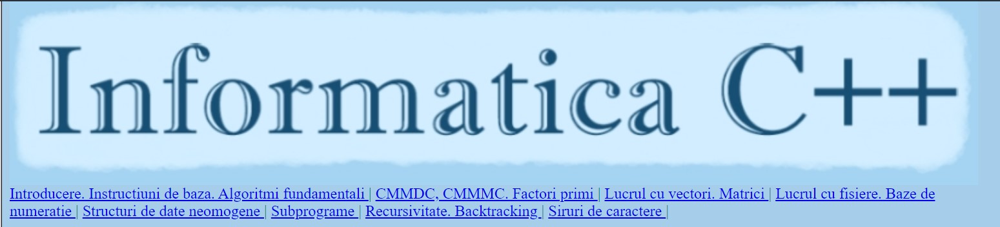 Informatica C++
Introducere. Instructiuni de baza. Algoritmi fundamentali | CMMDC, CMMMC. Factori primi | Lucrul cu vectori. Matrici | Lucrul cu fisiere. Baze de
numeratie | Structuri de date neomogene | Subprograme | Recursivitate. Backtracking | Siruri de caractere |